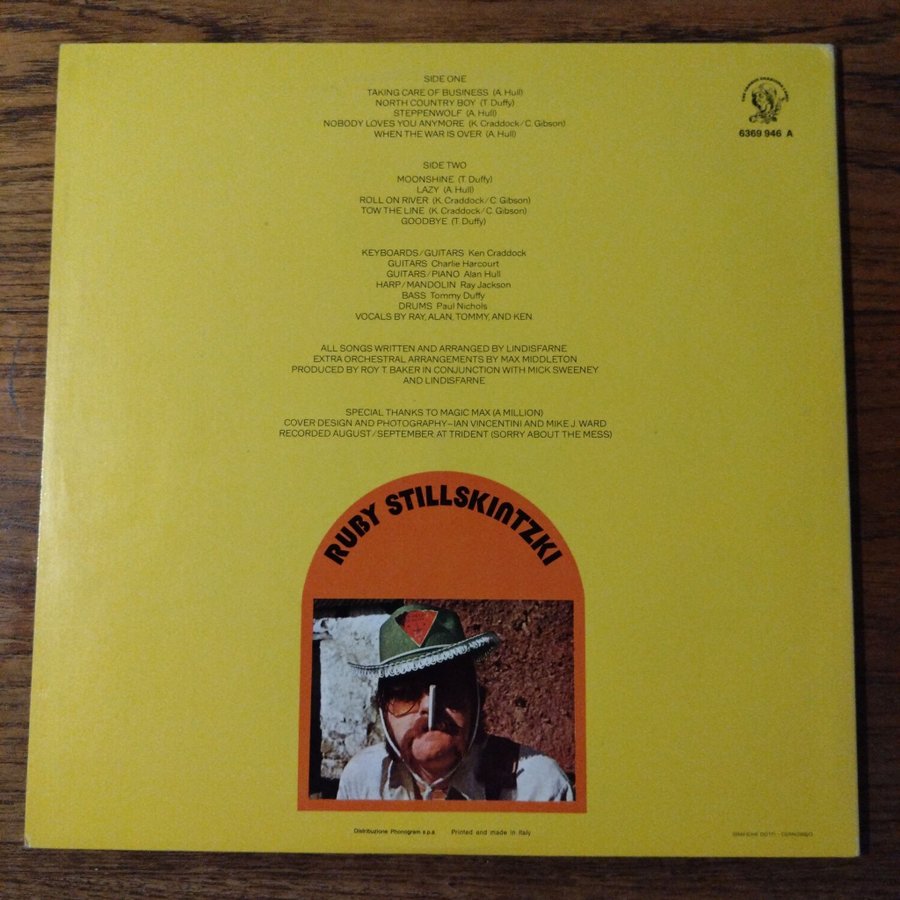 SIDE ONE
TAKING CARE OF BUSINESS (A. Hull)
NORTH COUNTRY BOY (T. Duffy)
STEPPENWOLF (A. Hull)
NOBODY LOVES YOU ANYMORE (K. Craddock/C. Gibson)
WHEN THE WAR IS OVER (A. Hull)
6369 946 A
SIDE TWO
MOONSHINE (T. Duffy)
LAZY (A. Hull)
ROLL ON RIVER (K. Craddock/C. Gibson)
TOW THE LINE (K. Craddock/C. Gibson)
GOODBYE (T. Duffy)
KEYBOARDS/GUITARS Ken Craddock
GUITARS Charlie Harcourt
GUITARS/PIANO Alan Hull
HARP/MANDOLIN Ray Jackson
BASS Tommy Duffy
DRUMS Paul Nichols
VOCALS BY RAY, ALAN, TOMMY, AND KEN
ALL SONGS WRITTEN AND ARRANGED BY LINDISFARNE
EXTRA ORCHESTRAL ARRANGEMENTS BY MAX MIDDLETON
PRODUCED BY ROY T. BAKER IN CONJUNCTION WITH MICK SWEENEY
AND LINDISFARNE
SPECIAL THANKS TO MAGIC MAX (A MILLION)
COVER DESIGN AND PHOTOGRAPHY—IAN VINCENTINI AND MIKE J. WARD
RECORDED AUGUST/SEPTEMBER AT TRIDENT (SORRY ABOUT THE MESS)
RUBY STILLSKINTZKI
Distribuzione Phonogram s.p.a. Printed and made in Italy